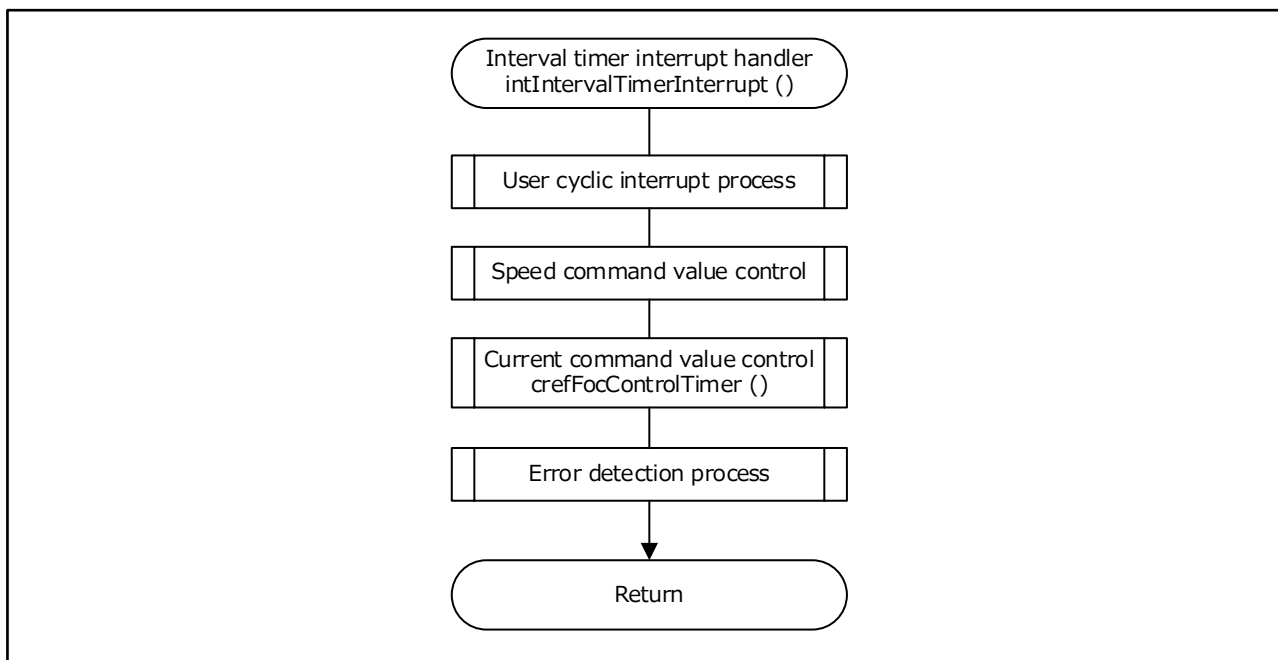 Interval timer interrupt handler
intIntervalTimerInterrupt ()
User cyclic interrupt process
Speed command value control
Current command value control
crefFocControlTimer ()
Error detection process
Return